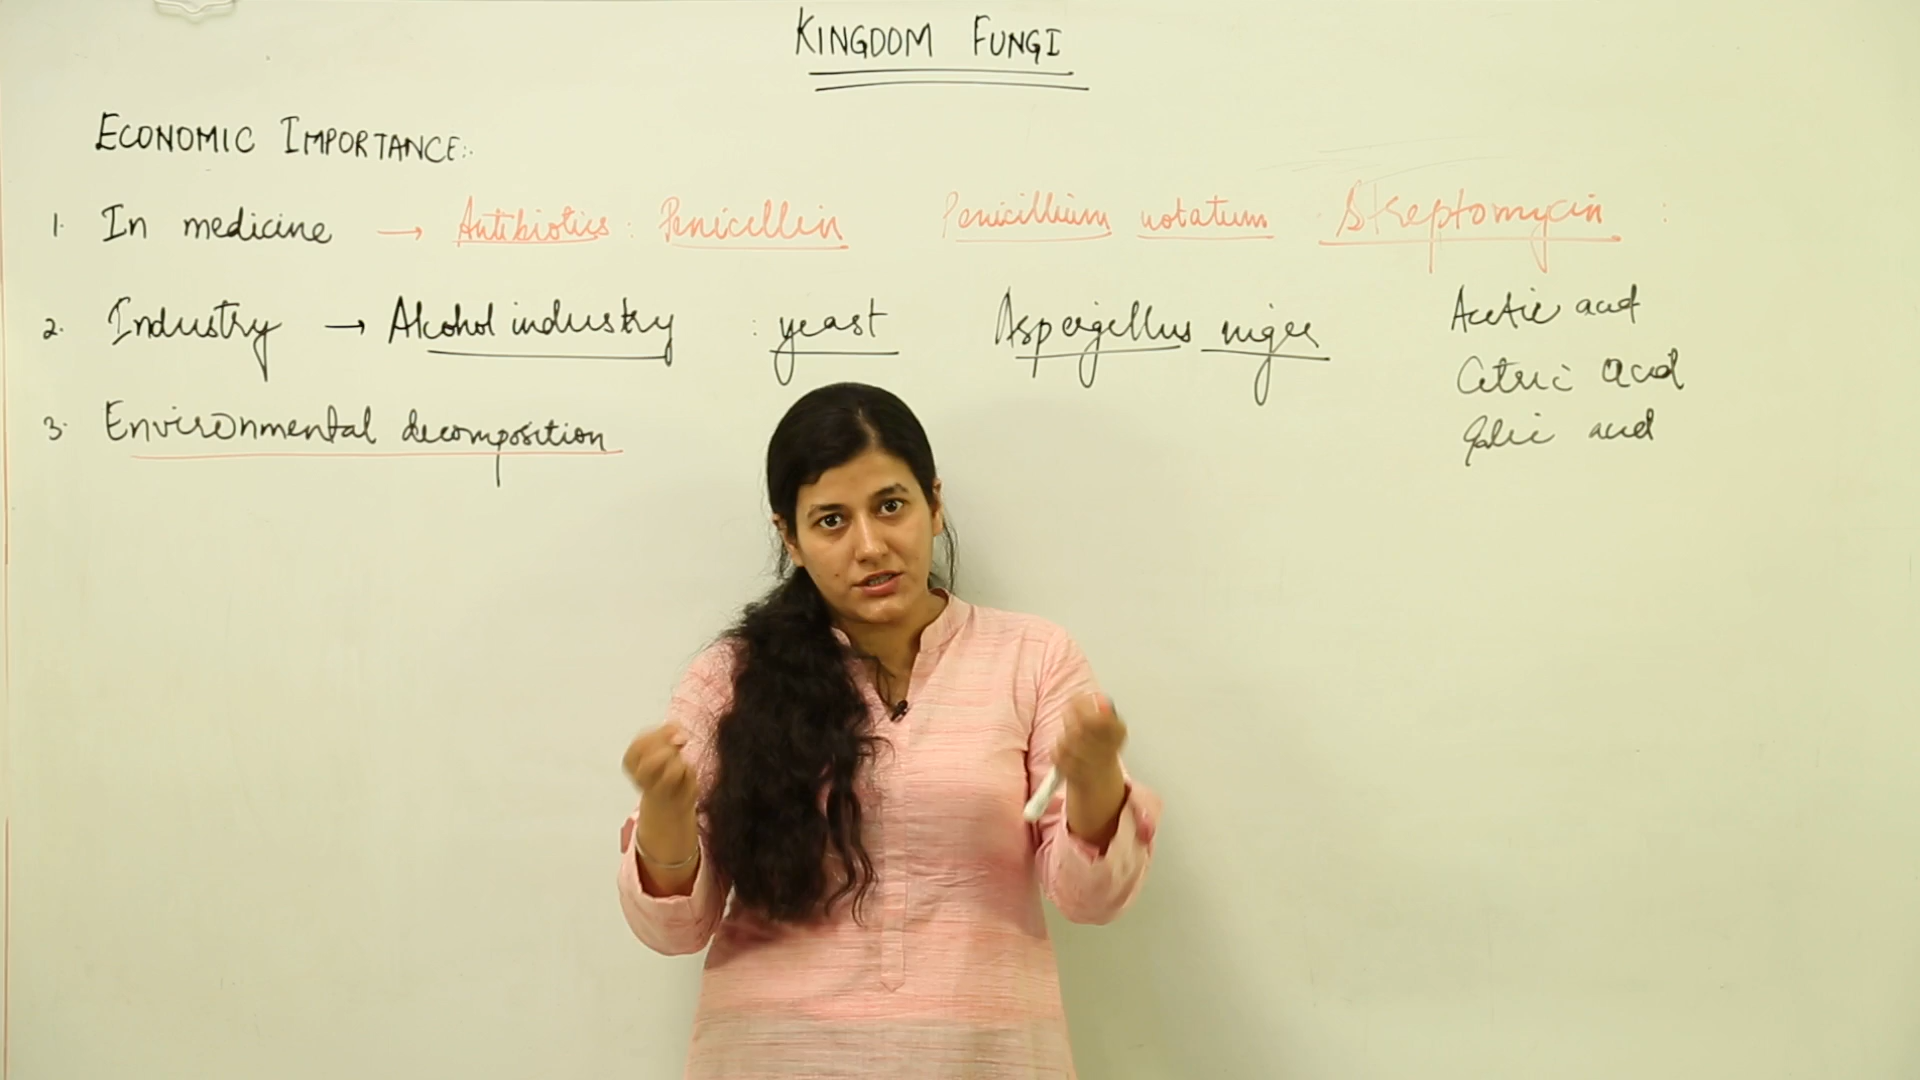 KINGDOM FUNGI
ECONOMIC IMPORTANCE:.
1. In medicine → Antibiotics : Penicillin Penicillium notatum Streptomycin :
2. Industry → Alcohol industry : yeast Aspergillus niger Acetic acid
Citric acid
3. Environmental decomposition Galic acid